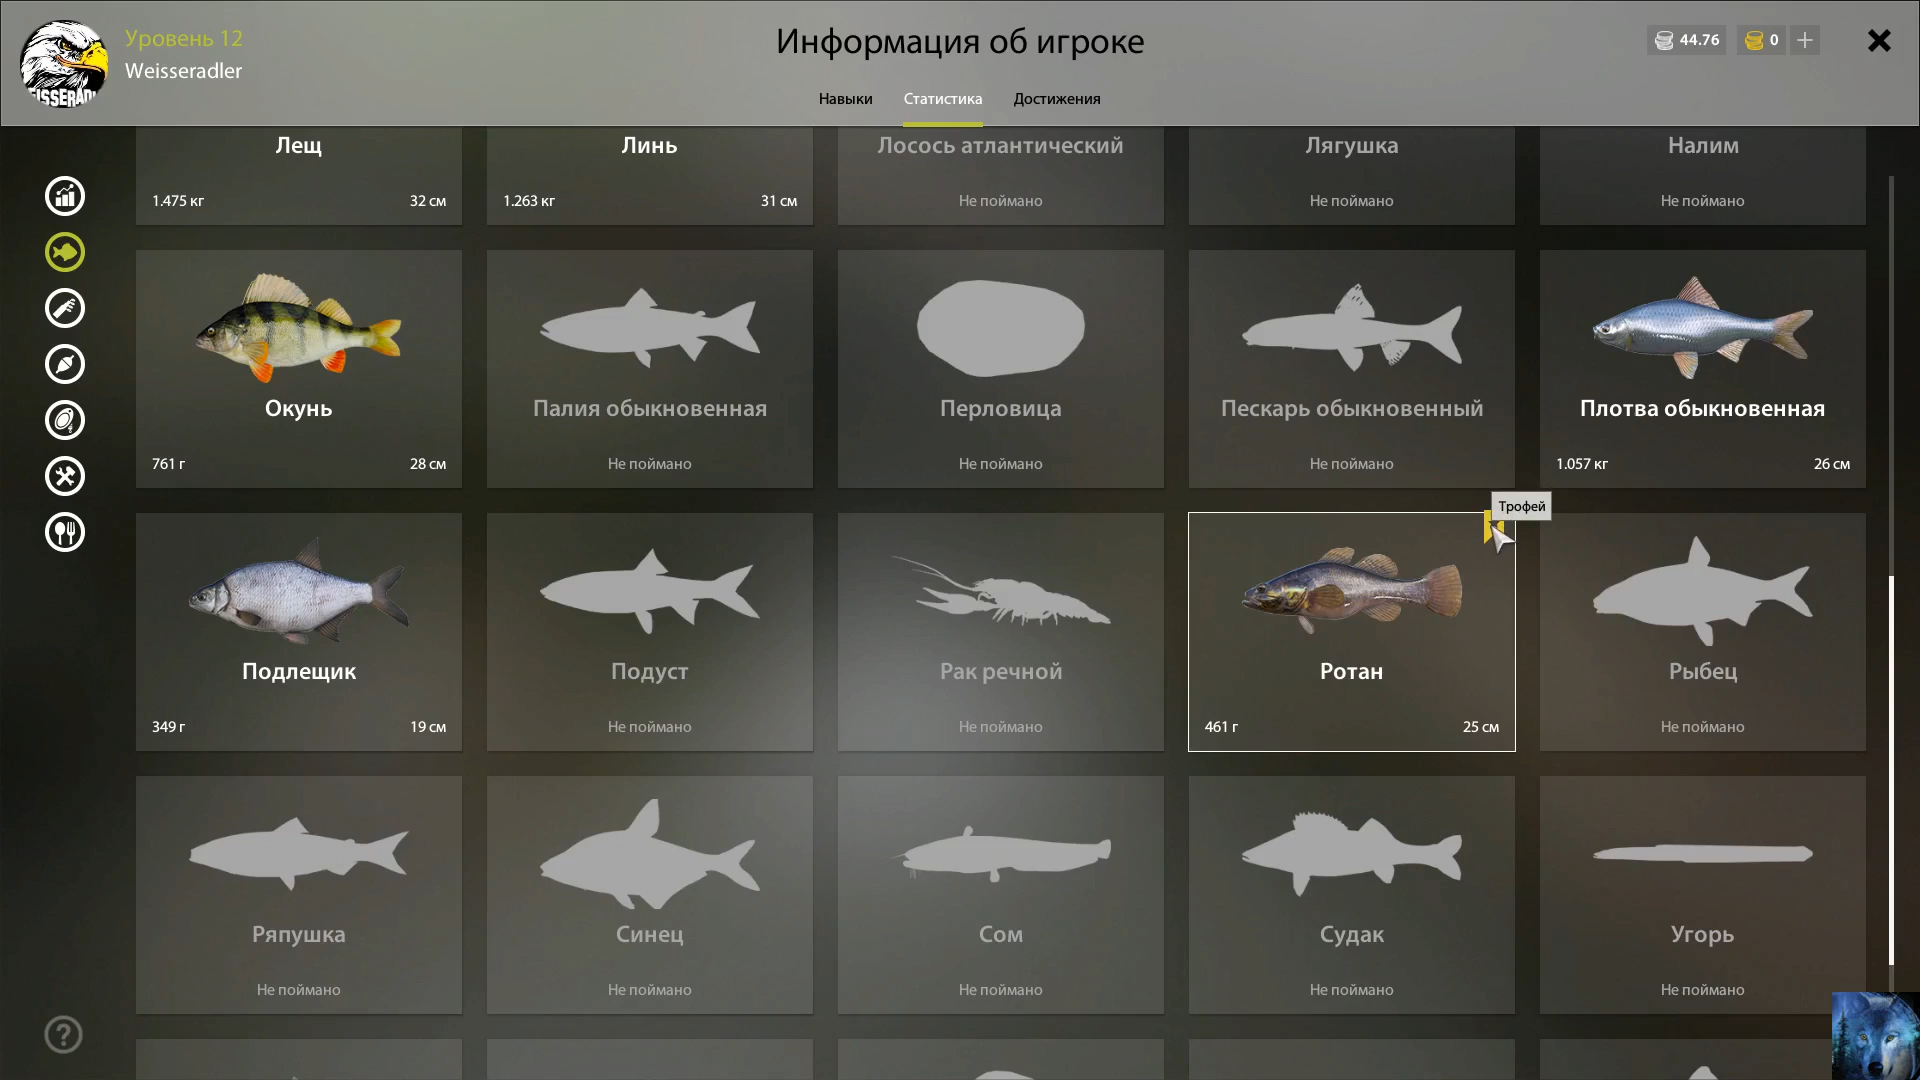 Уровень 12
Weisseradler
Информация об игроке
44.76
0
Навыки
Статистика
Достижения
Лещ
Линь
Лосось атлантический
Лягушка
Налим
1.475 кг
32 см
1.263 кг
31 см
Не поймано
Не поймано
Не поймано
Окунь
Палия обыкновенная
Перловица
Пескарь обыкновенный
Плотва обыкновенная
761 г
28 см
Не поймано
Не поймано
Не поймано
1.057 кг
26 см
Трофей
Подлещик
Подуст
Рак речной
Ротан
Рыбец
349 г
19 см
Не поймано
Не поймано
461 г
25 см
Не поймано
Ряпушка
Синец
Сом
Судак
Угорь
Не поймано
Не поймано
Не поймано
Не поймано
Не поймано